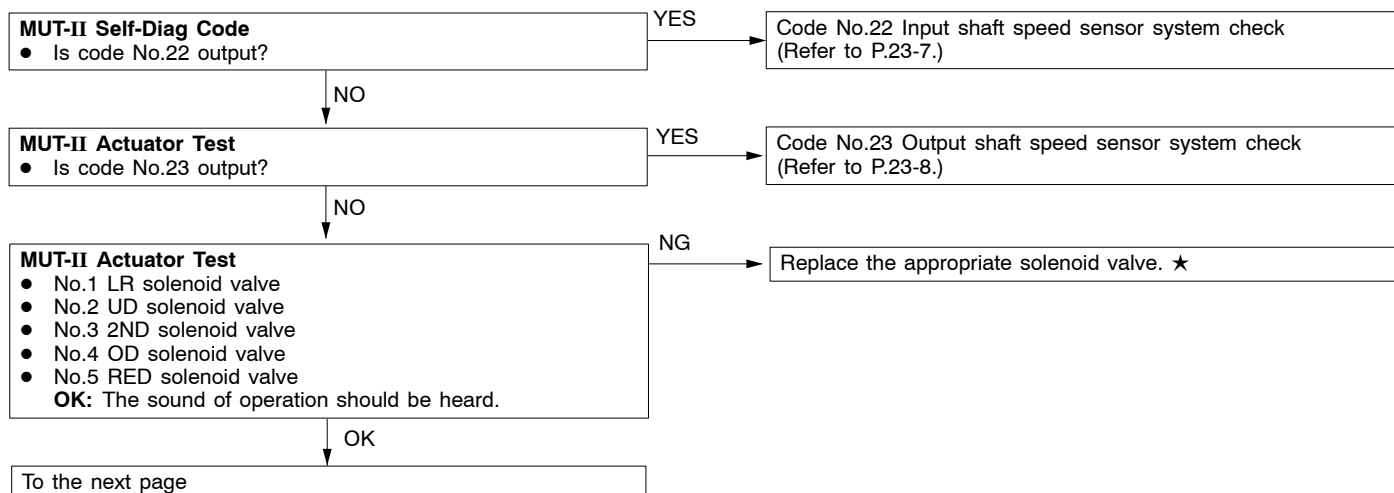 MUT-II Self-Diag Code
● Is code No.22 output?
YES
Code No.22 Input shaft speed sensor system check
(Refer to P.23-7.)
NO
MUT-II Actuator Test
● Is code No.23 output?
YES
Code No.23 Output shaft speed sensor system check
(Refer to P.23-8.)
NO
MUT-II Actuator Test
● No.1 LR solenoid valve
● No.2 UD solenoid valve
● No.3 2ND solenoid valve
● No.4 OD solenoid valve
● No.5 RED solenoid valve
OK: The sound of operation should be heard.
NG
Replace the appropriate solenoid valve. ★
OK
To the next page